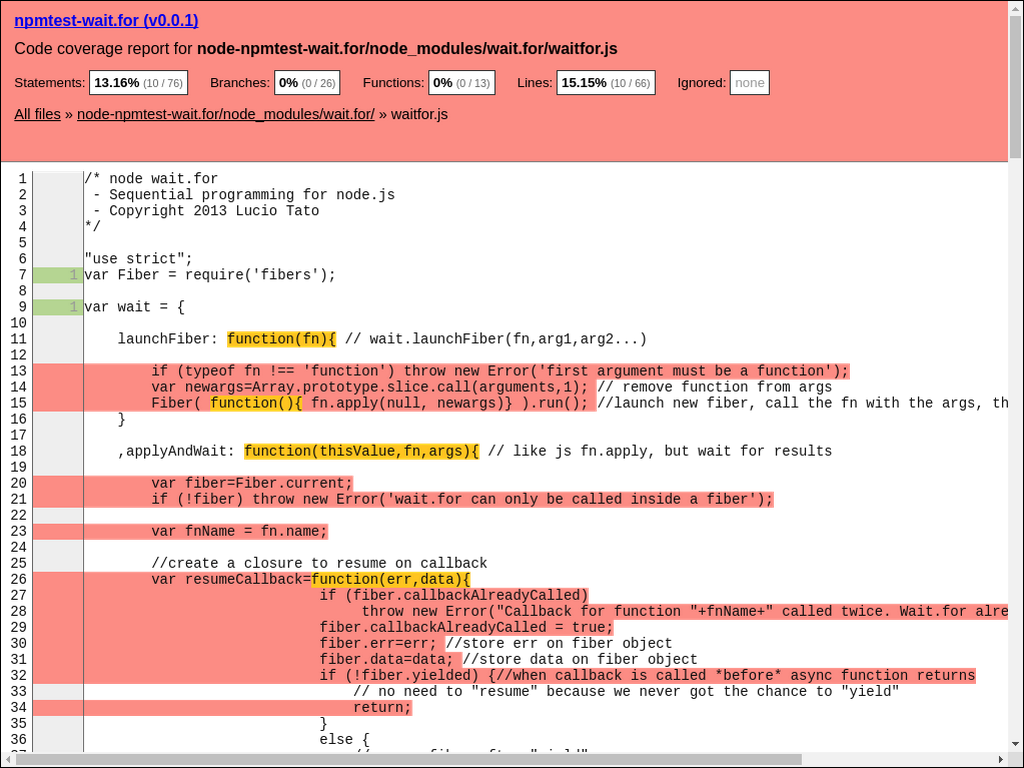 npmtest-wait.for (v0.0.1)
Code coverage report for node-npmtest-wait.for/node_modules/wait.for/waitfor.js
Statements: 13.16% (10 / 76) Branches: 0% (0 / 26) Functions: 0% (0 / 13) Lines: 15.15% (10 / 66) Ignored: none
All files » node-npmtest-wait.for/node_modules/wait.for/ » waitfor.js
1 /* node wait.for
2 - Sequential programming for node.js
3 - Copyright 2013 Lucio Tato
4 */
5
6 "use strict";
7 1 var Fiber = require('fibers');
8
9 1 var wait = {
10
11 launchFiber: function(fn){ // wait.launchFiber(fn,arg1,arg2...)
12
13 if (typeof fn !== 'function') throw new Error('first argument must be a function');
14 var newargs=Array.prototype.slice.call(arguments,1); // remove function from args
15 Fiber( function(){ fn.apply(null, newargs)} ).run(); //launch new fiber, call the fn with the args, th
16 }
17
18 ,applyAndWait: function(thisValue,fn,args){ // like js fn.apply, but wait for results
19
20 var fiber=Fiber.current;
21 if (!fiber) throw new Error('wait.for can only be called inside a fiber');
22
23 var fnName = fn.name;
24
25 //create a closure to resume on callback
26 var resumeCallback=function(err,data){
27 if (fiber.callbackAlreadyCalled)
28 throw new Error("Callback for function "+fnName+" called twice. Wait.for alre
29 fiber.callbackAlreadyCalled = true;
30 fiber.err=err; //store err on fiber object
31 fiber.data=data; //store data on fiber object
32 if (!fiber.yielded) {//when callback is called *before* async function returns
33 // no need to "resume" because we never got the chance to "yield"
34 return;
35 }
36 else {